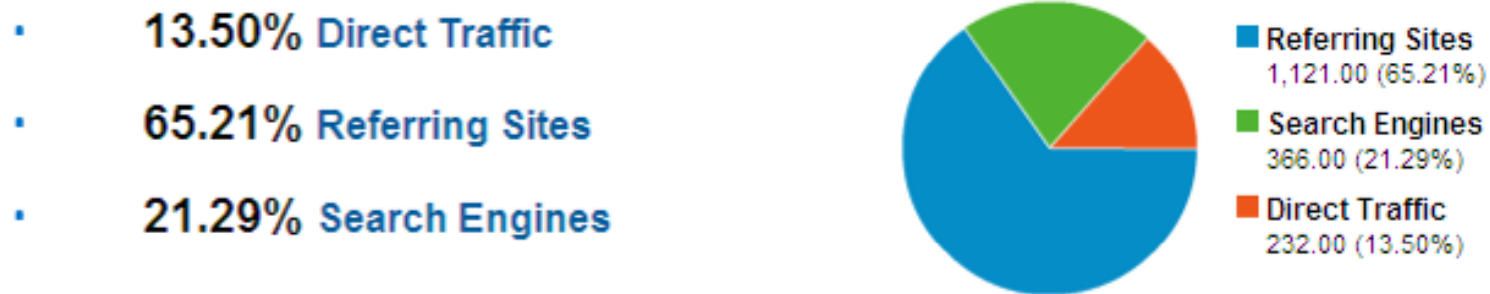 13.50% Direct Traffic
65.21% Referring Sites
21.29% Search Engines
Referring Sites
1,121.00 (65.21%)
Search Engines
366.00 (21.29%)
Direct Traffic
232.00 (13.50%)